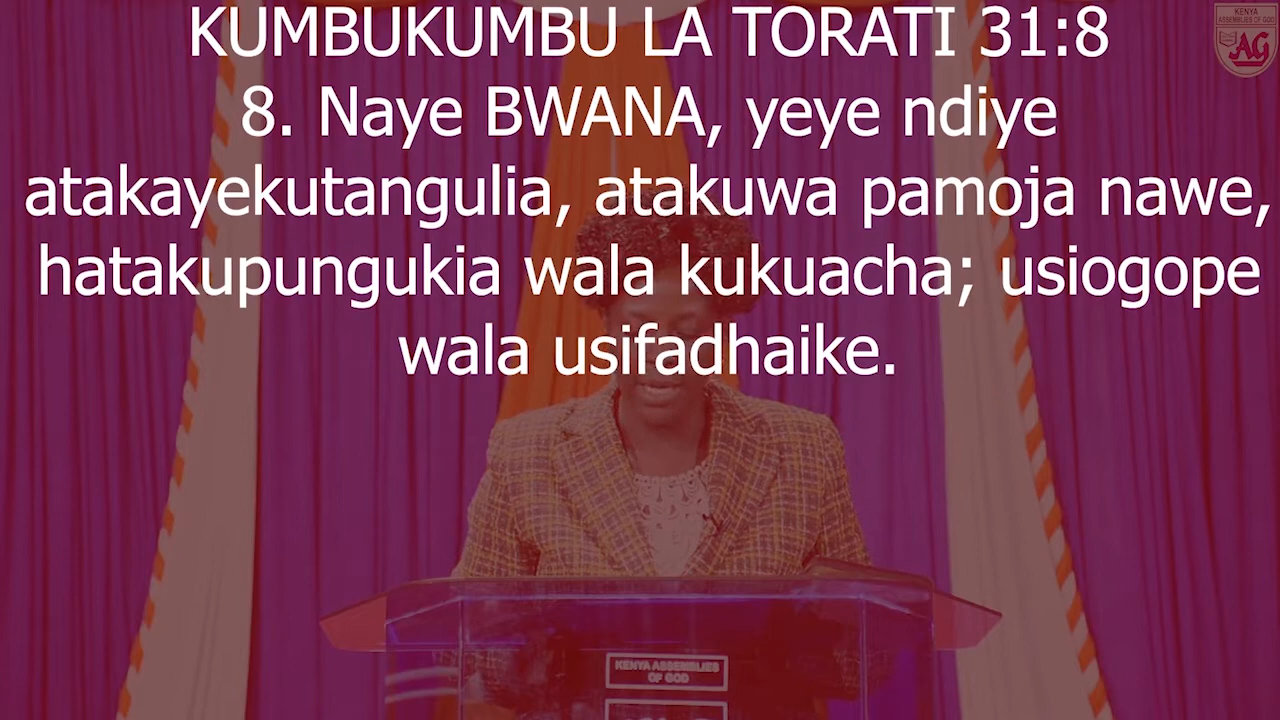 KUMBUKUMBU LA TORATI 31:8
8. Naye BWANA, yeye ndiye
atakayekutangulia, atakuwa pamoja nawe,
hatakupungukia wala kukuacha; usiogope
wala usifadhaike.
KENYA
ASSEMBLIES OF GOD
AG
KENYA ASSEMBLIES
OF GOD